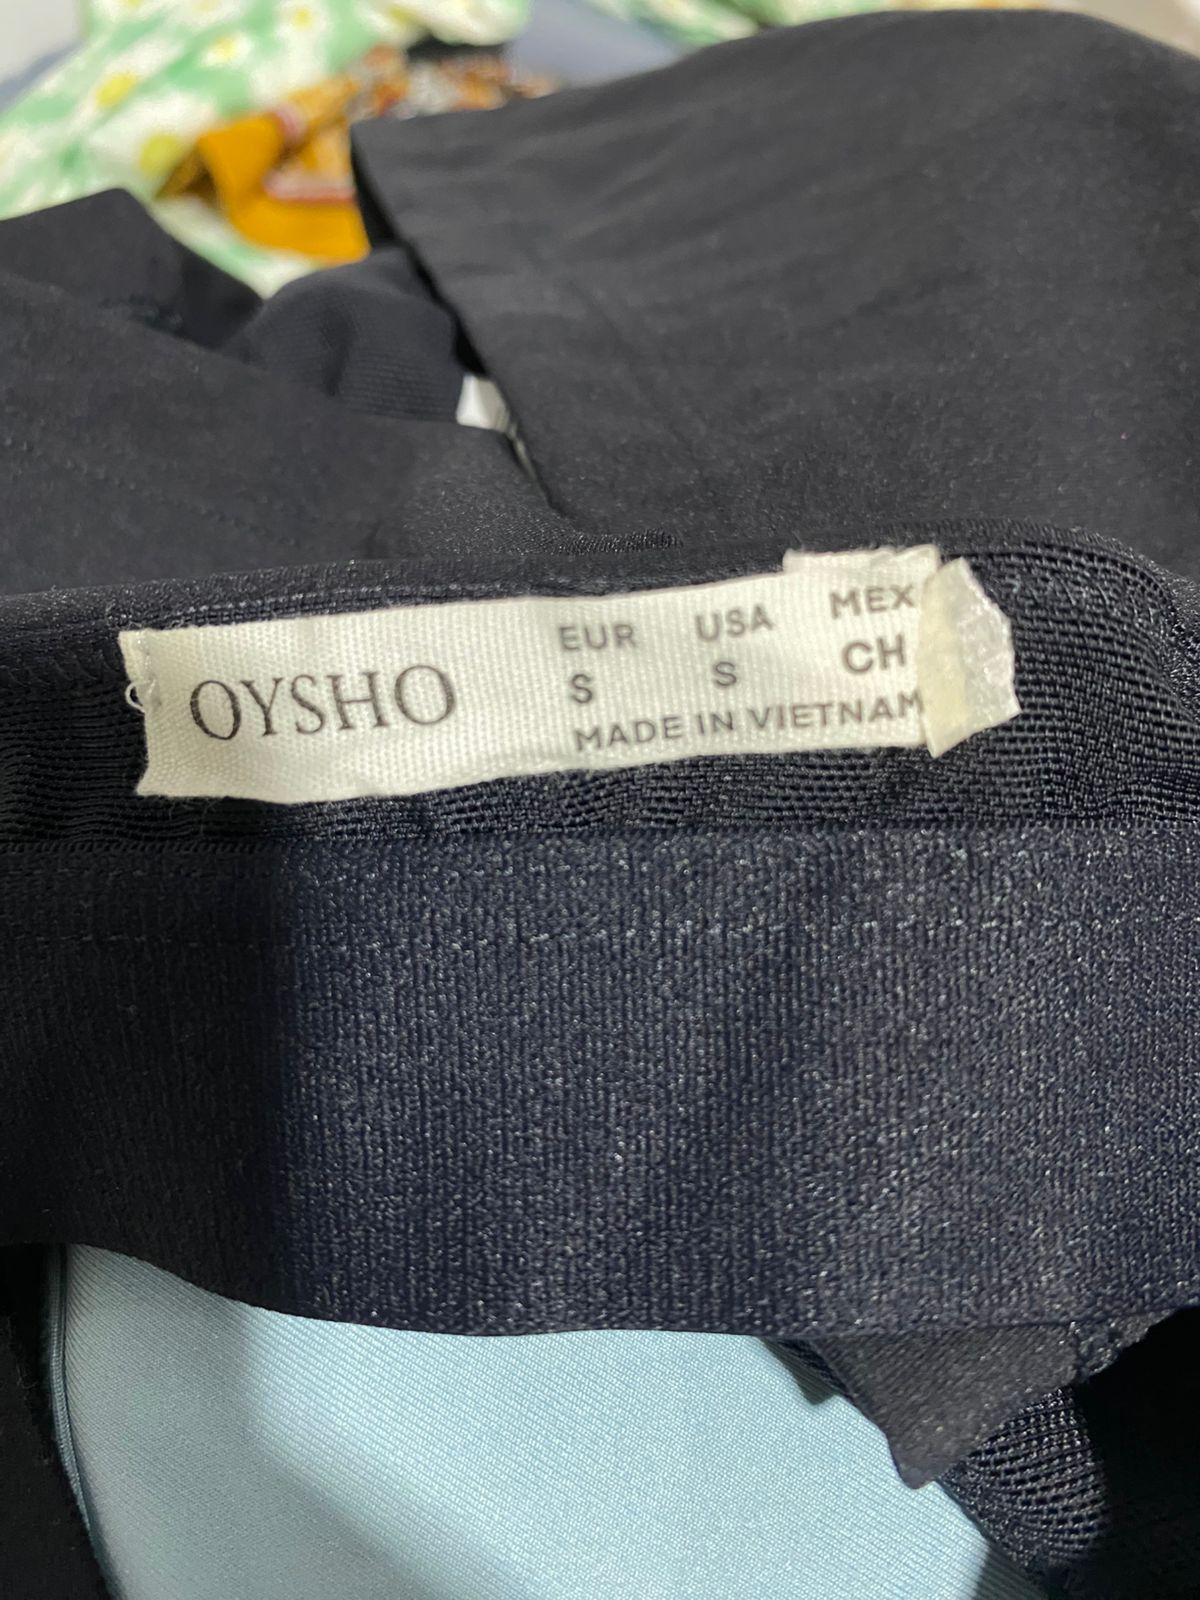 OYSHO
EUR USA MEX
S S CH
MADE IN VIETNAM